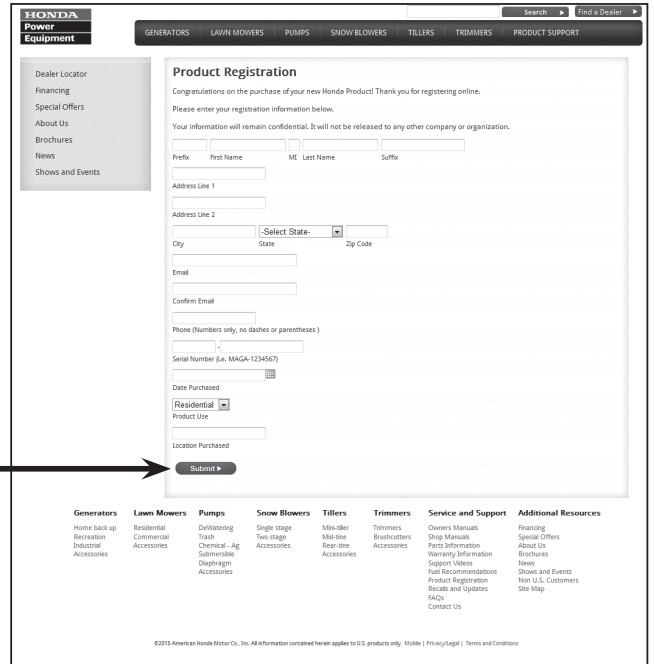 HONDA
Power
Equipment
Search
Find a Dealer
GENERATORS LAWN MOWERS PUMPS SNOW BLOWERS TILLERS TRIMMERS PRODUCT SUPPORT
Dealer Locator
Financing
Special Offers
About Us
Brochures
News
Shows and Events
Product Registration
Congratulations on the purchase of your new Honda Product! Thank you for registering online.
Please enter your registration information below.
Your information will remain confidential. It will not be released to any other company or organization.
Prefix First Name MI Last Name Suffix
Address Line 1
Address Line 2
-Select State-
City State Zip Code
Email
Confirm Email
Phone (Numbers only, no dashes or parentheses )
-
Serial Number (i.e. MAGA-1234567)
Date Purchased
Residential
Product Use
Location Purchased
Submit
Generators
Home back up
Recreation
Industrial
Accessories
Lawn Mowers
Residential
Commercial
Accessories
Pumps
DeWatering
Trash
Chemical - Ag
Submersible
Diaphragm
Accessories
Snow Blowers
Single stage
Two stage
Accessories
Tillers
Mini-tiller
Mid-tine
Rear-tine
Accessories
Trimmers
Trimmers
Brushcutters
Accessories
Service and Support
Owners Manuals
Shop Manuals
Parts Information
Warranty Information
Support Videos
Fuel Recommendations
Product Registration
Recalls and Updates
FAQs
Contact Us
Additional Resources
Financing
Special Offers
About Us
Brochures
News
Shows and Events
Non U.S. Customers
Site Map
©2015 American Honda Motor Co., Inc. All information contained herein applies to U.S. products only. Mobile | Privacy/Legal | Terms and Conditions